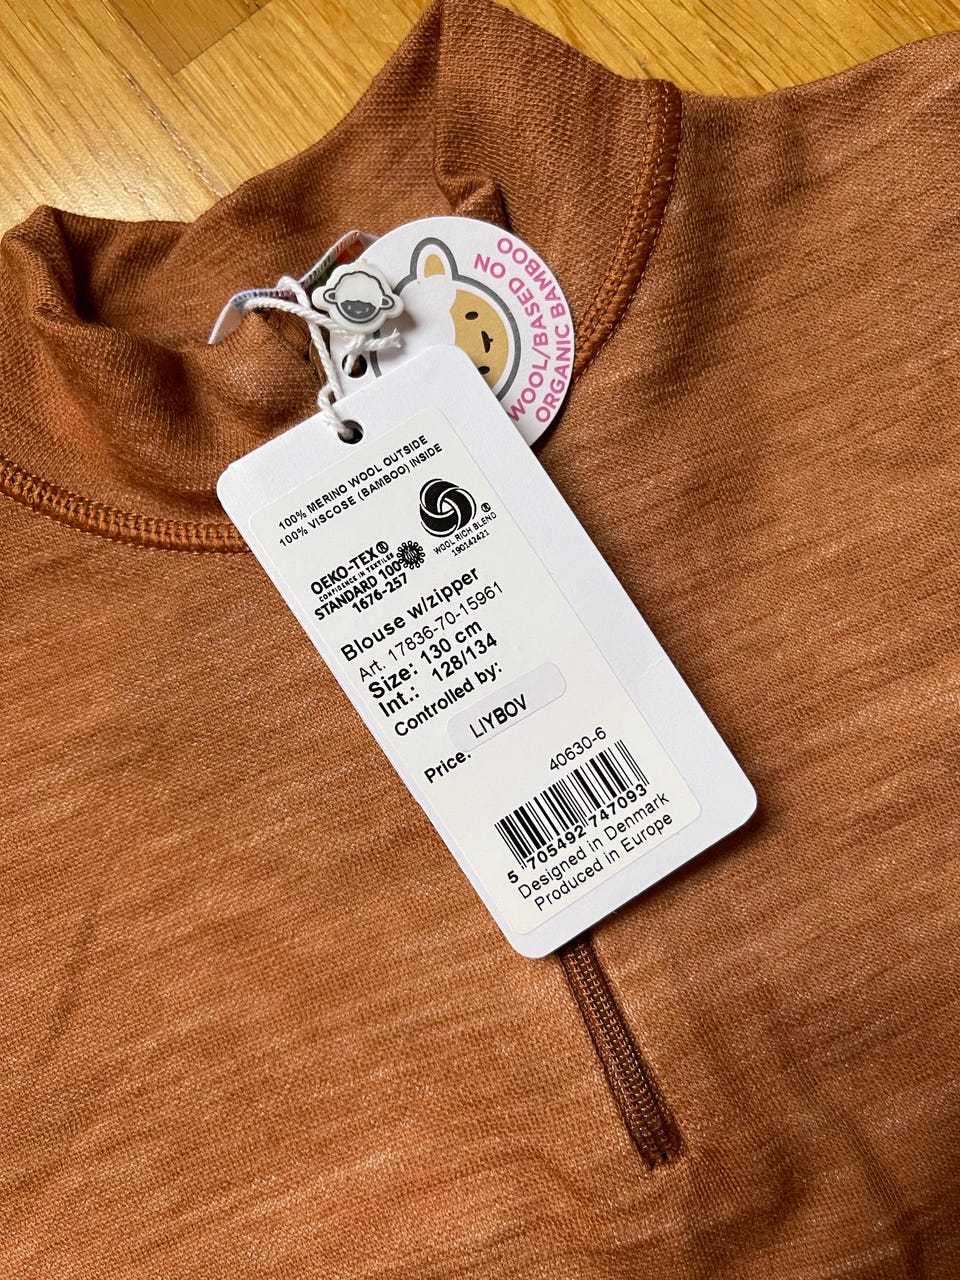 WOOL/BASED ON
ORGANIC BAMBOO
100% MERINO WOOL OUTSIDE
100% VISCOSE (BAMBOO) INSIDE
OEKO-TEX®
CONFIDENCE IN TEXTILES
STANDARD 100
1676-257
®
WOOL RICH BLEND
190142421
Blouse w/zipper
Art. 17836-70-15961
Size: 130 cm
Int.: 128/134
Controlled by:
LIYBOV
Price:
40630-6
5 705492 747093
Designed in Denmark
Produced in Europe